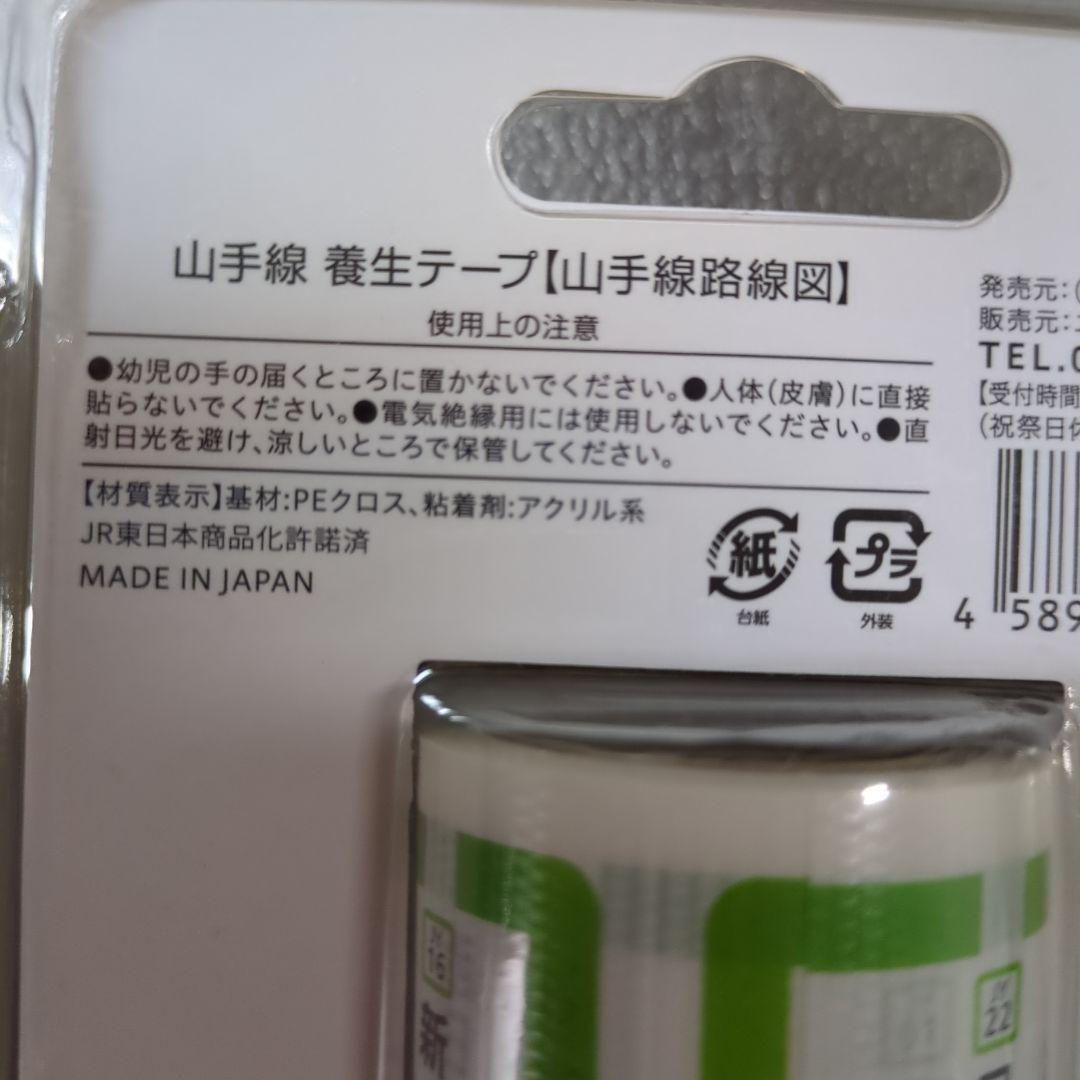 山手線 養生テープ【山手線路線図】
使用上の注意
●幼児の手の届くところに置かないでください。●人体（皮膚）に直接
貼らないでください。●電気絶縁用には使用しないでください。●直
射日光を避け、涼しいところで保管してください。
【材質表示】基材:PEクロス、粘着剤:アクリル系
JR東日本商品化許諾済
MADE IN JAPAN
紙
台紙
プラ
外装
発売元:(
販売元:
TEL.0
【受付時間
(祝祭日休
4 589
JY
16
新
JY
22